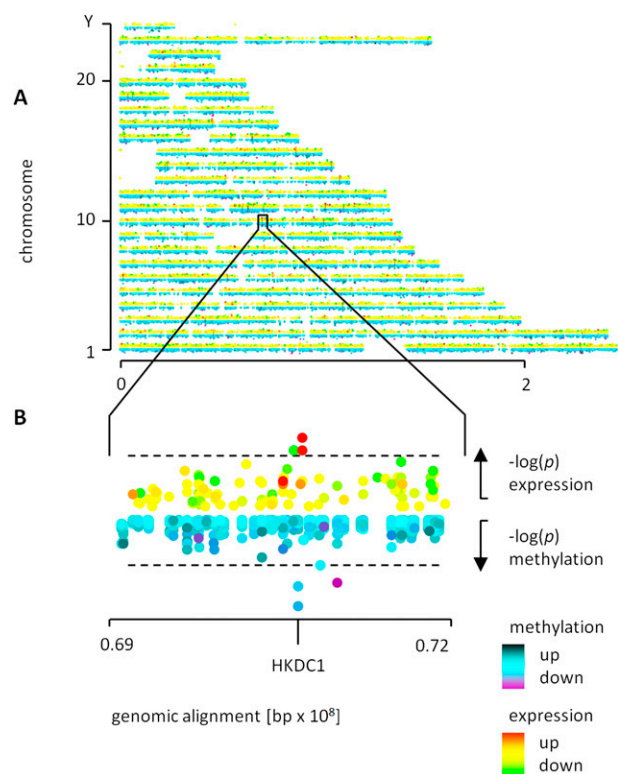 A
chromosome
Y
20
10
1
0
2
B
-log(p)
expression
-log(p)
methylation
0.69
0.72
HKDC1
genomic alignment [bp x 10⁸]
methylation
up
down
expression
up
down